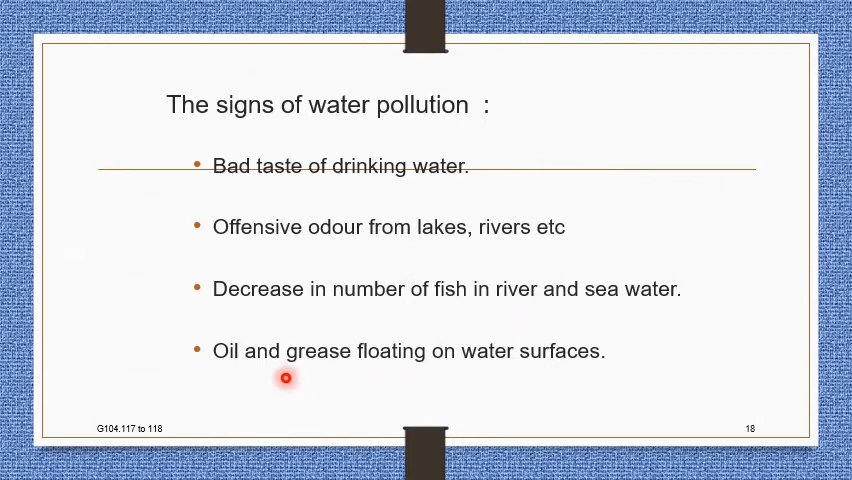 The signs of water pollution :
• Bad taste of drinking water.
• Offensive odour from lakes, rivers etc
• Decrease in number of fish in river and sea water.
• Oil and grease floating on water surfaces.
G104.117 to 118
18